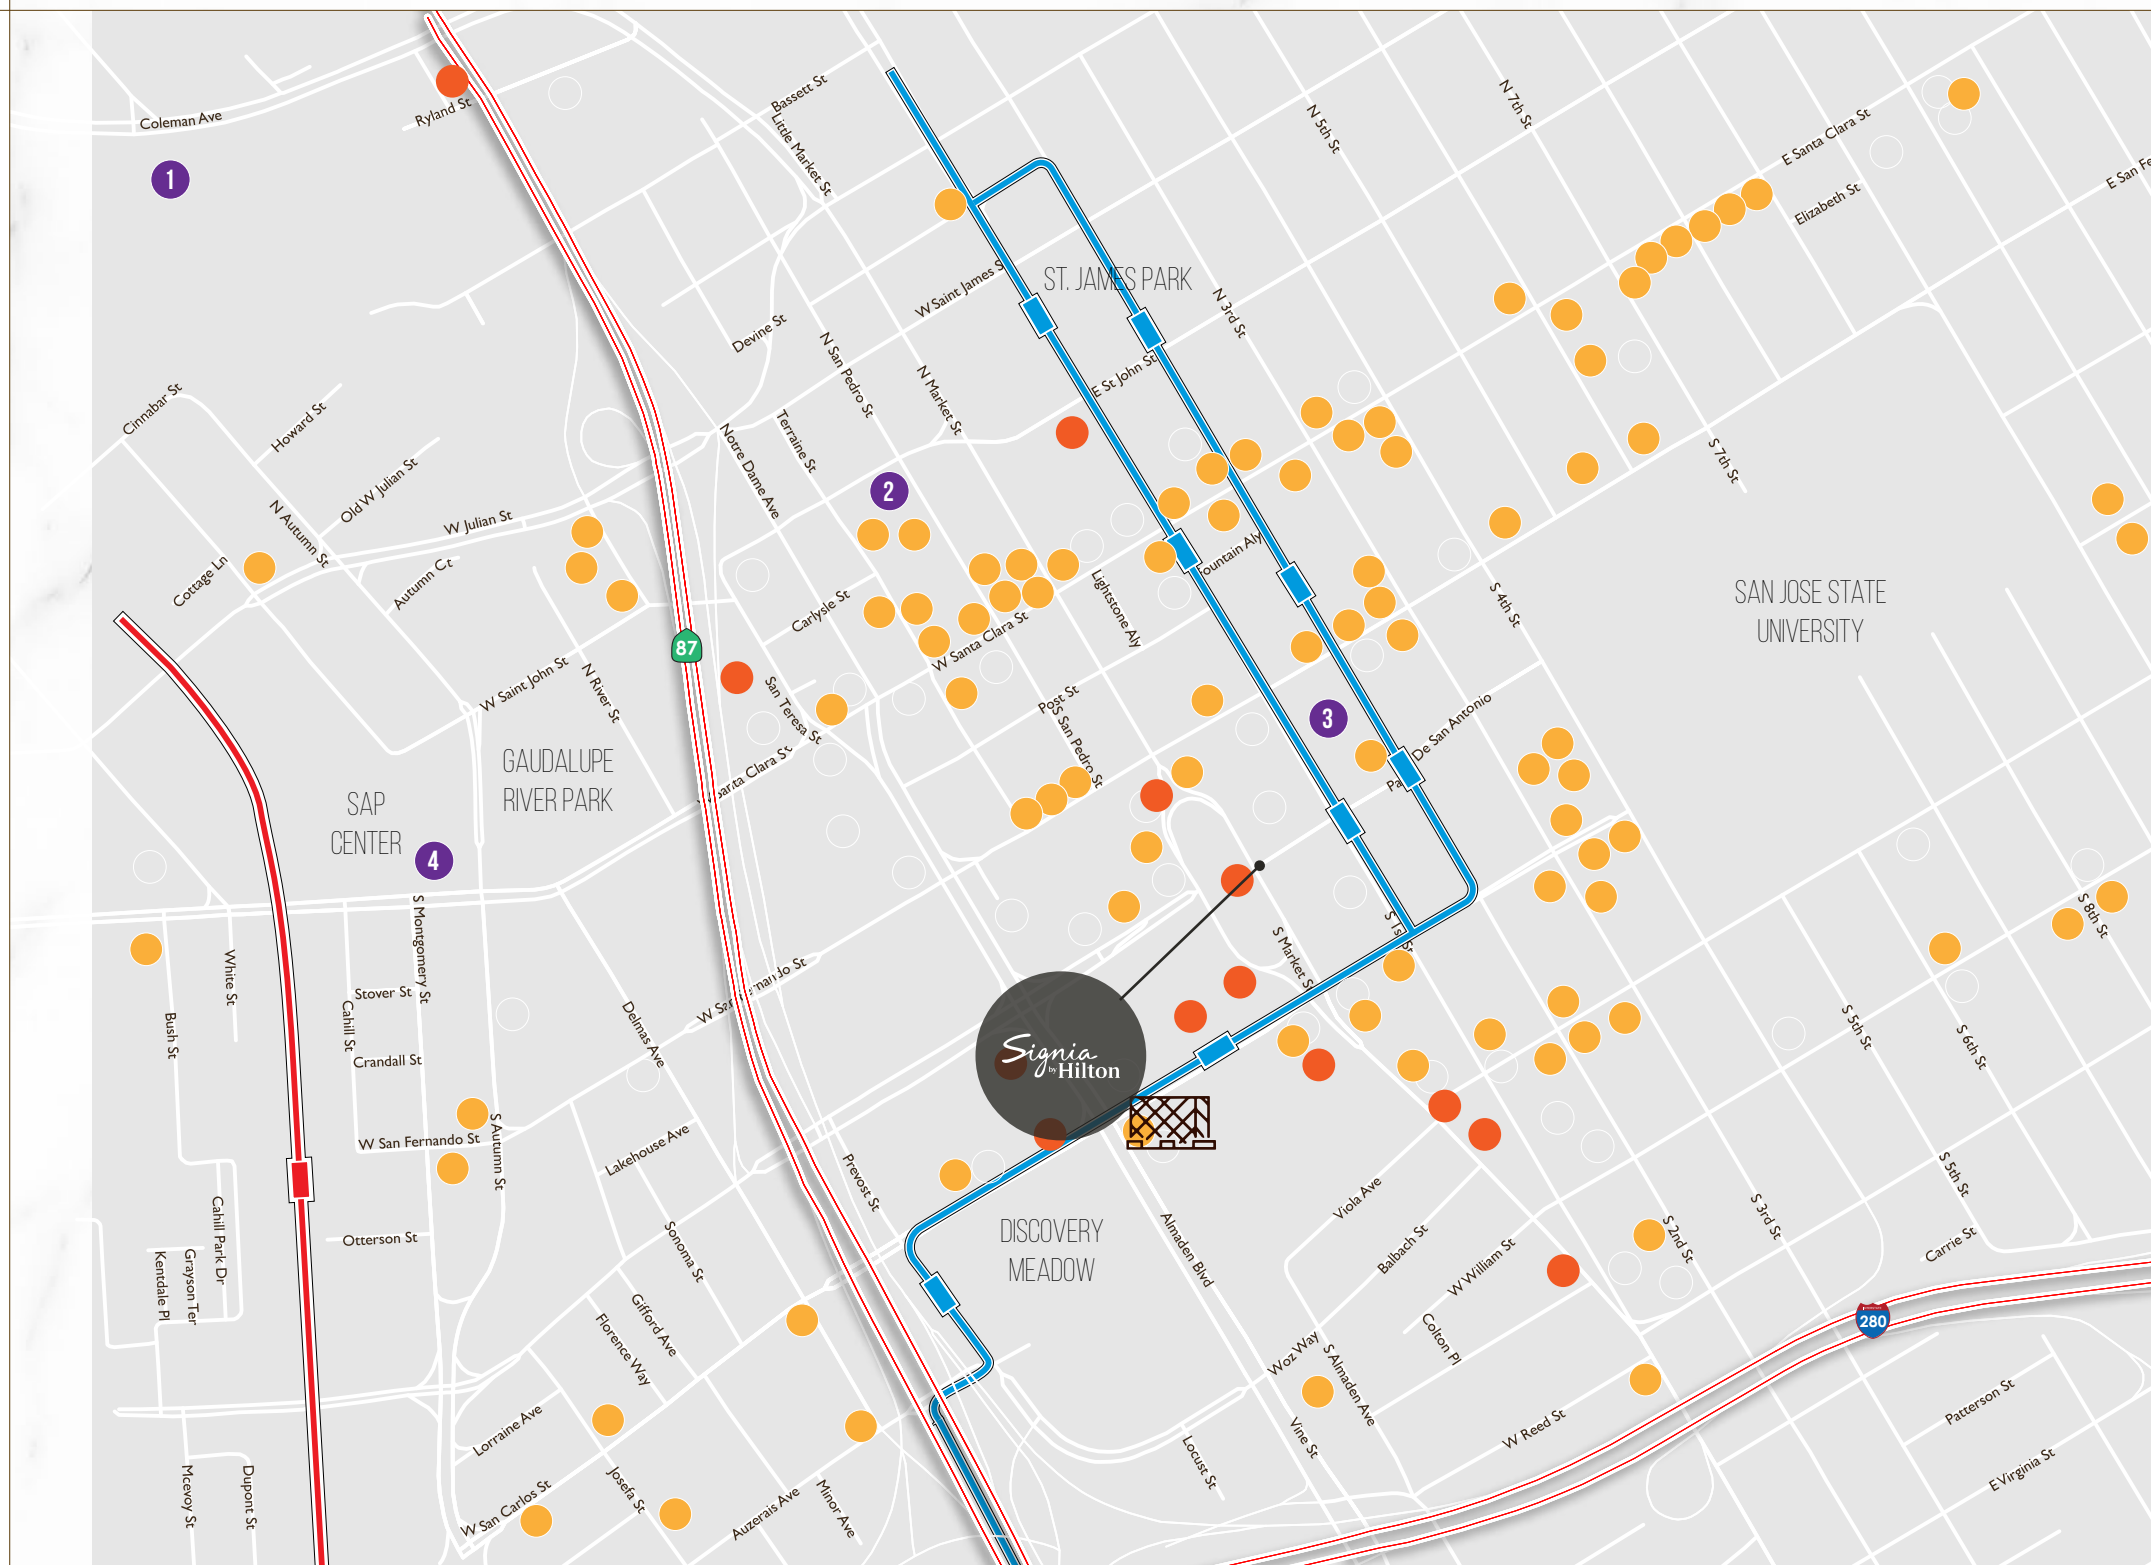 Coleman Ave
Ryland St
Bassett St
Little Market St
N 5th St
N 7th St
E Santa Clara St
Elizabeth St
1
Devine St
W Saint James S
ST. JAMES PARK
N 3rd St
N San Pedro St
N Market St
E St John St
Cinnabar St
Howard St
Old W Julian St
N Autumn St
W Julian St
Cottage Ln
Autumn Ct
Notre Dame Ave
Terraine St
2
S 7th St
Carlysle St
W Santa Clara St
Lightstone Aly
ountain Aly
S 4th St
SAN JOSE STATE
UNIVERSITY
87
W Saint John St
N River St
San Teresa St
Post St
S San Pedro St
3
De San Antonio
GAUDALUPE
RIVER PARK
SAP
CENTER
4
S Montgomery St
White St
Bush St
Stover St
Cahill St
Crandall St
Delmas Ave
S Market St
S 8th St
S 5th St
S 6th St
Signia
by Hilton
W San Fernando St
S Autumn St
Lakehouse Ave
Prevost St
Cahill Park Dr
Grayson Ter
Kentdale Pl
Otterson St
Sonoma St
DISCOVERY
MEADOW
Almaden Blvd
Viola Ave
Balbach St
W William St
S 2nd St
S 3rd St
S 5th St
Carrie St
280
Gifford Ave
Florence Way
Woz Way
S Almaden Ave
Colton Pl
Vine St
Locust St
W Reed St
Patterson St
E Virginia St
Lorraine Ave
W San Carlos St
Josefa St
Auzerais Ave
Minor Ave
Mcevoy St
Dupont St